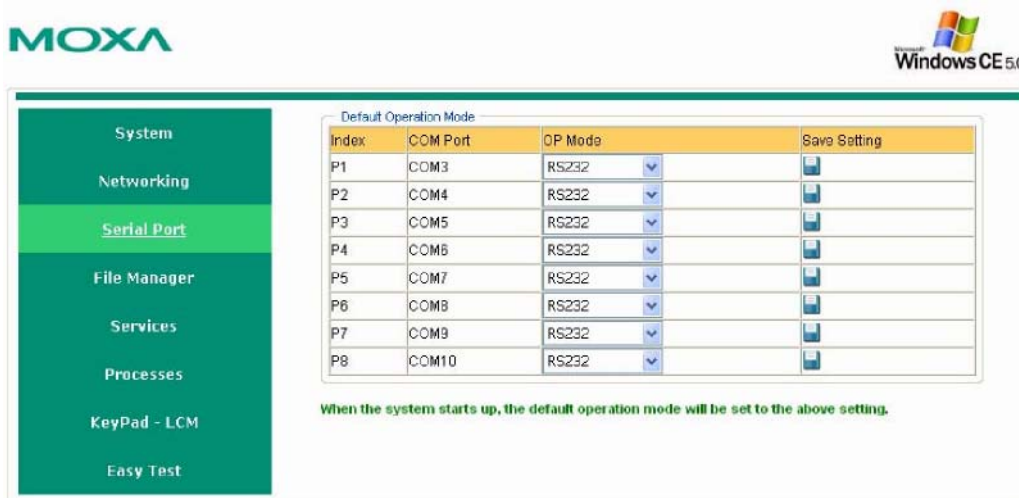 MOXA
Microsoft
Windows CE 5.0
System
Networking
Serial Port
File Manager
Services
Processes
KeyPad - LCM
Easy Test
Default Operation Mode
Index COM Port OP Mode Save Setting
P1 COM3 RS232
P2 COM4 RS232
P3 COM5 RS232
P4 COM6 RS232
P5 COM7 RS232
P6 COM8 RS232
P7 COM9 RS232
P8 COM10 RS232
When the system starts up, the default operation mode will be set to the above setting.